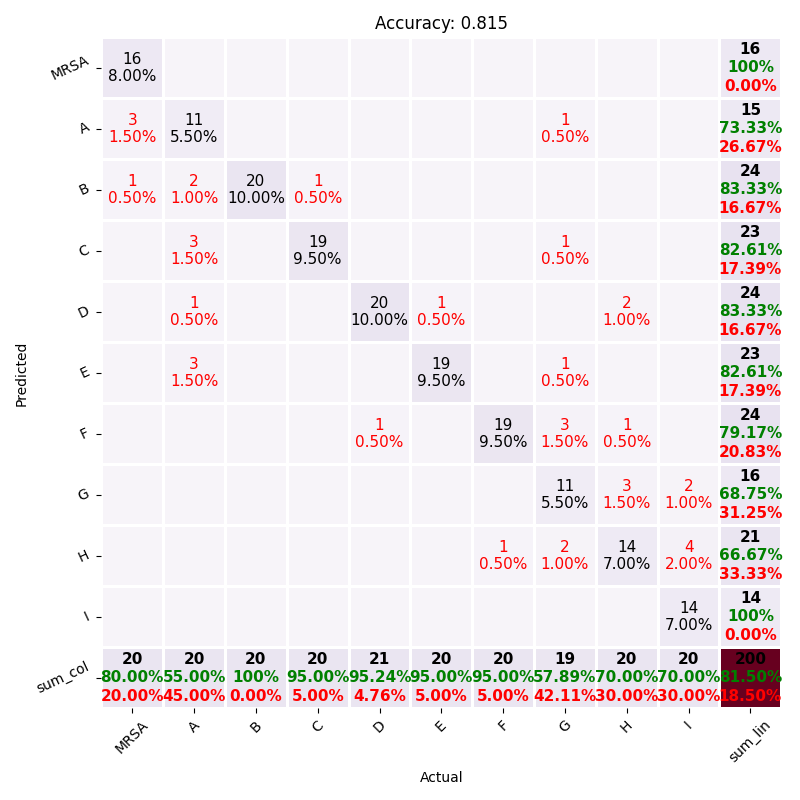 Accuracy: 0.815
MRSA 16 16
8.00% 100%
0.00%
A 3 11 1 15
1.50% 5.50% 0.50% 73.33%
26.67%
B 1 2 20 1 24
0.50% 1.00% 10.00% 0.50% 83.33%
16.67%
C 3 19 1 23
1.50% 9.50% 0.50% 82.61%
17.39%
D 1 20 1 2 24
0.50% 10.00% 0.50% 1.00% 83.33%
16.67%
E 3 19 1 23
1.50% 9.50% 0.50% 82.61%
17.39%
F 1 19 3 1 24
0.50% 9.50% 1.50% 0.50% 79.17%
20.83%
G 11 3 2 16
5.50% 1.50% 1.00% 68.75%
31.25%
H 1 2 14 4 21
0.50% 1.00% 7.00% 2.00% 66.67%
33.33%
I 14 14
7.00% 100%
0.00%
sum_col 20 20 20 20 21 20 20 19 20 20 200
80.00% 55.00% 100% 95.00% 95.24% 95.00% 95.00% 57.89% 70.00% 70.00% 81.50%
20.00% 45.00% 0.00% 5.00% 4.76% 5.00% 5.00% 42.11% 30.00% 30.00% 18.50%
MRSA A B C D E F G H I sum_lin
Actual
Predicted